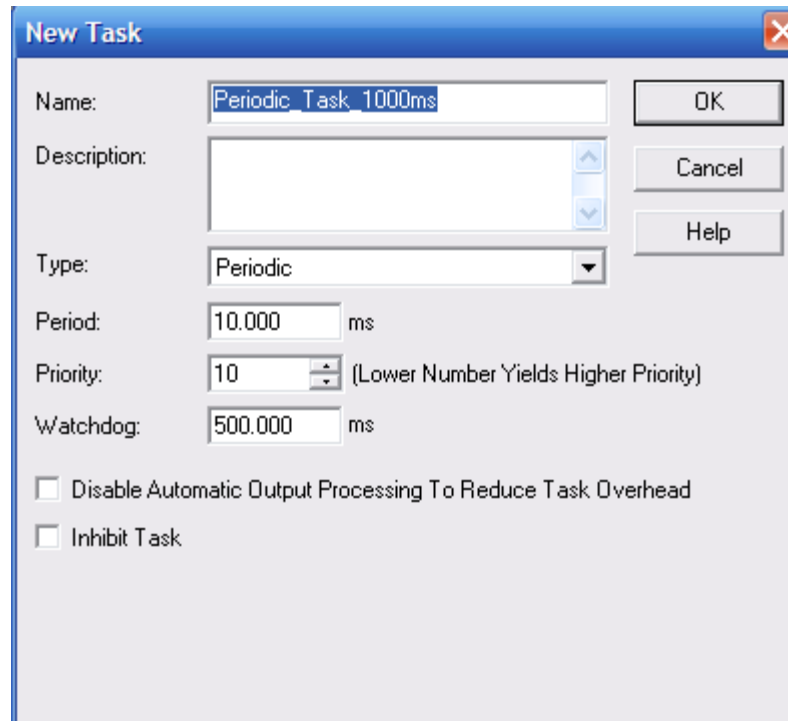 New Task
Name: Periodic_Task_1000ms OK
Description: Cancel
Help
Type: Periodic
Period: 10.000 ms
Priority: 10 (Lower Number Yields Higher Priority)
Watchdog: 500.000 ms
Disable Automatic Output Processing To Reduce Task Overhead
Inhibit Task